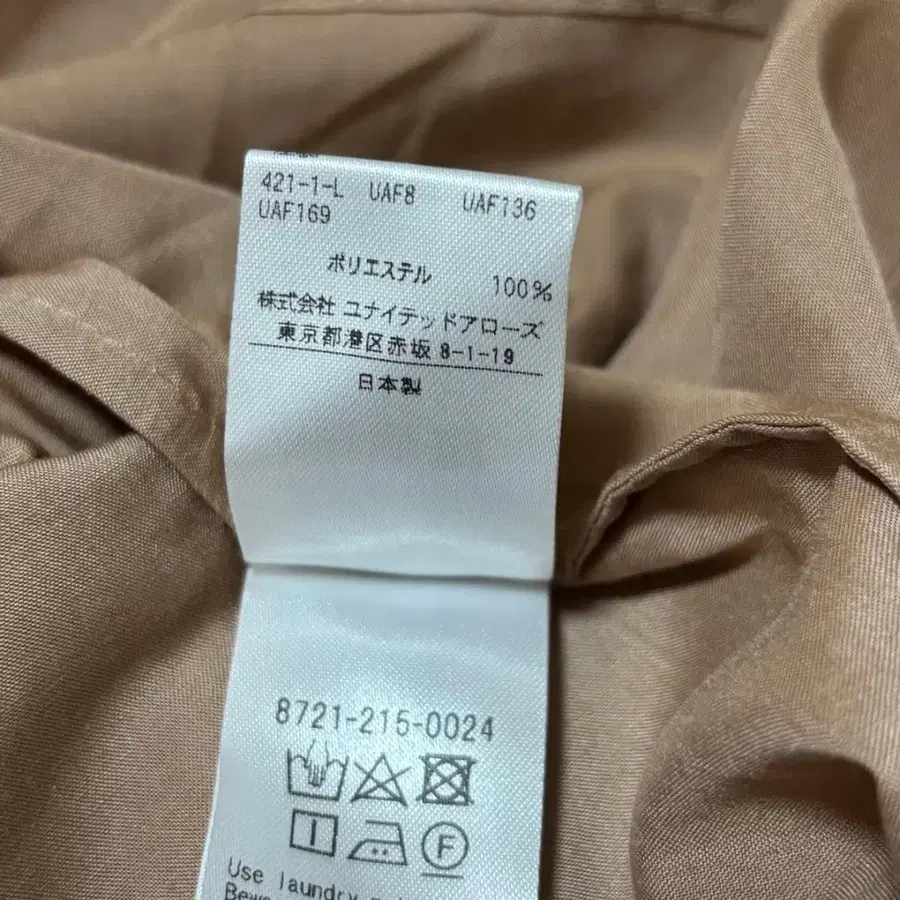 421-1-L UAF8 UAF136
UAF169
ポリエステル 100%
株式会社 ユナイテッドアローズ
東京都港区赤坂 8-1-19
日本製
8721-215-0024
F
Use laundry